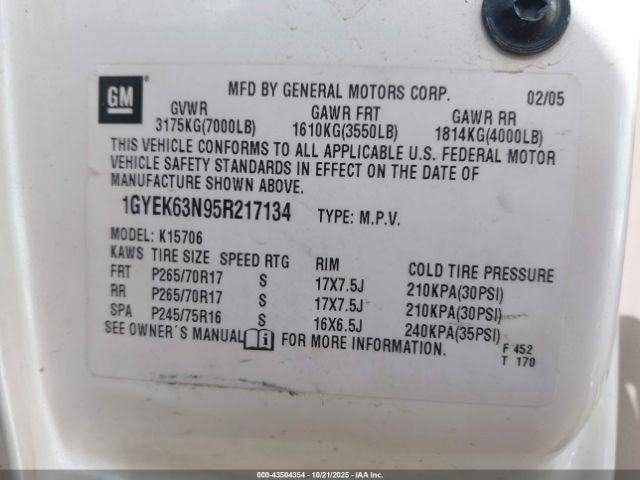 GM
®
MFD BY GENERAL MOTORS CORP. 02/05
GVWR GAWR FRT GAWR RR
3175KG(7000LB) 1610KG(3550LB) 1814KG(4000LB)
THIS VEHICLE CONFORMS TO ALL APPLICABLE U.S. FEDERAL MOTOR
VEHICLE SAFETY STANDARDS IN EFFECT ON THE DATE OF
MANUFACTURE SHOWN ABOVE.
1GYEK63N95R217134 TYPE: M.P.V.
MODEL: K15706
KAWS TIRE SIZE SPEED RTG RIM COLD TIRE PRESSURE
FRT P265/70R17 S 17X7.5J 210KPA(30PSI)
RR P265/70R17 S 17X7.5J 210KPA(30PSI)
SPA P245/75R16 S 16X6.5J 240KPA(35PSI)
SEE OWNER´S MANUAL i FOR MORE INFORMATION.
F 452
T 170
000-43504354 | 10/21/2025 | IAAI.COM